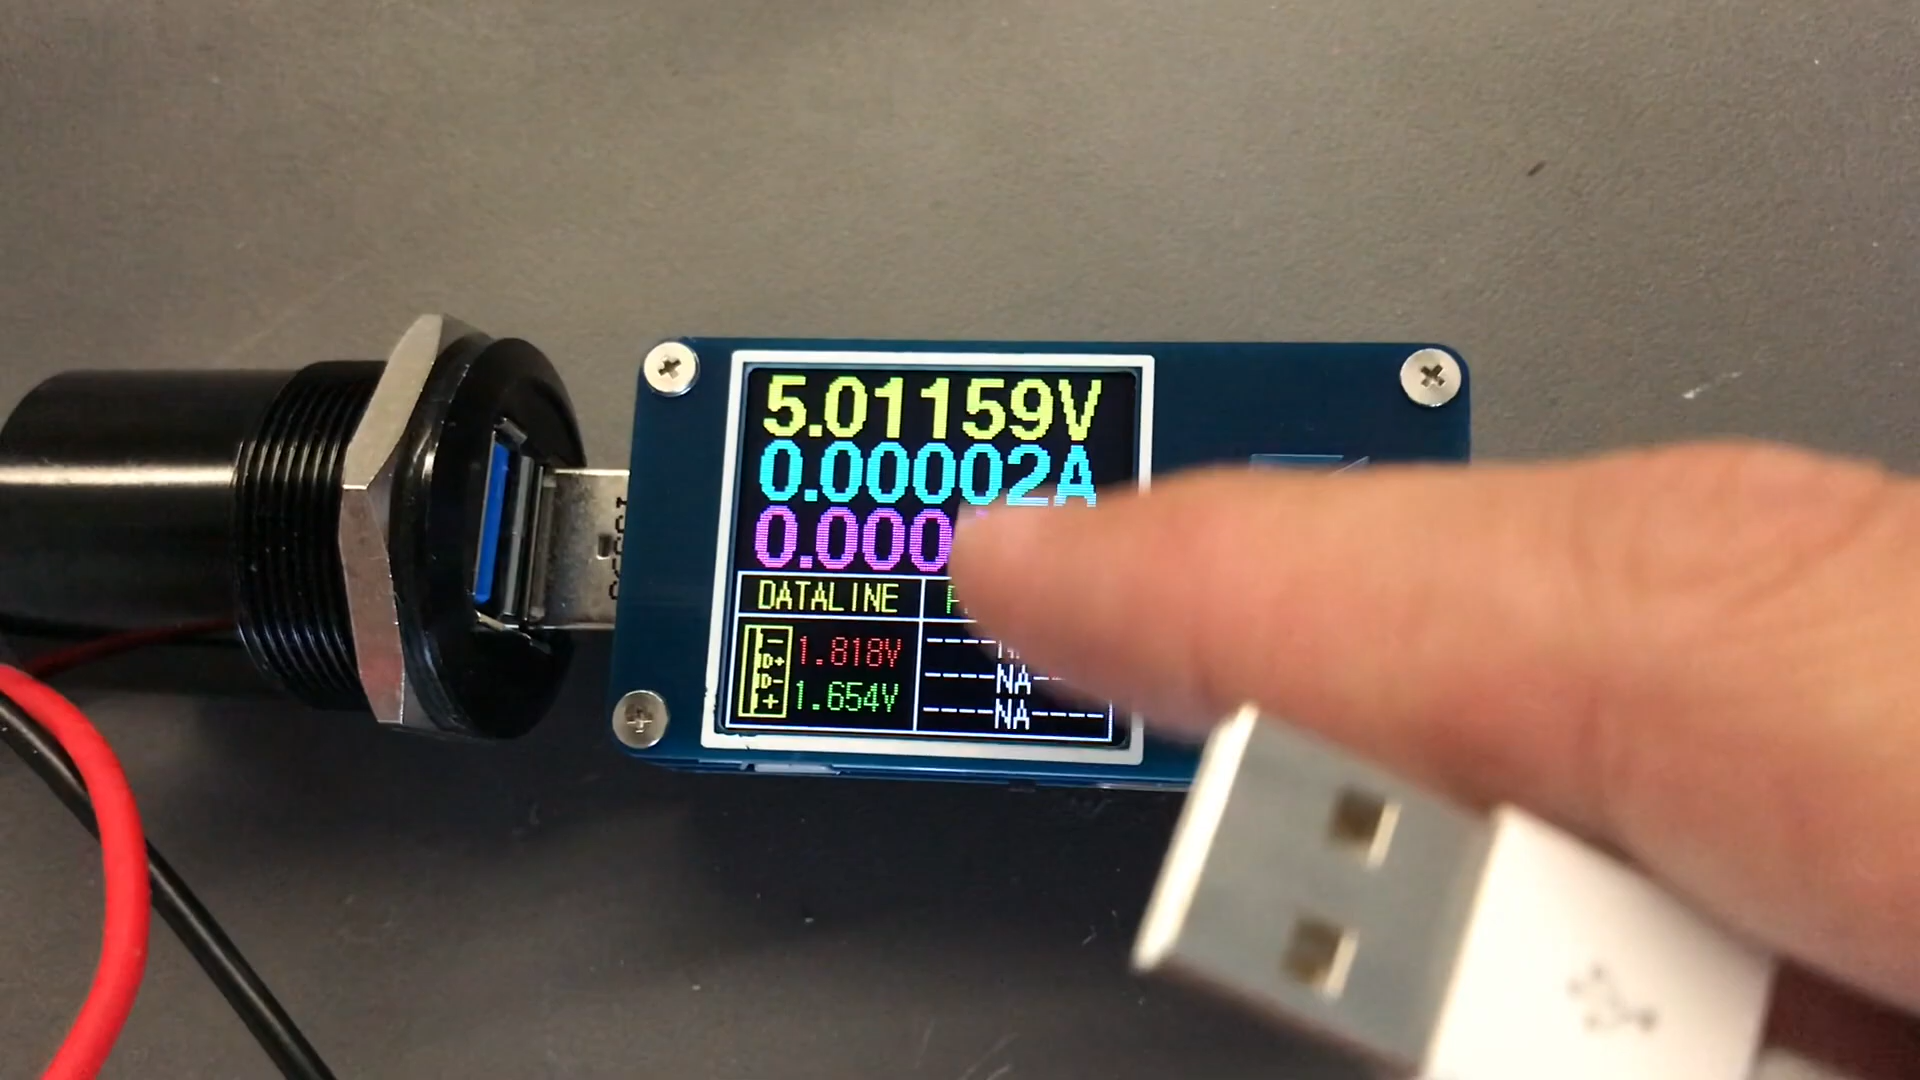 5.01159V
0.00002A
0.000
DATALINE
- D+ D- +
1.818V
1.654V
----NA----
----NA----